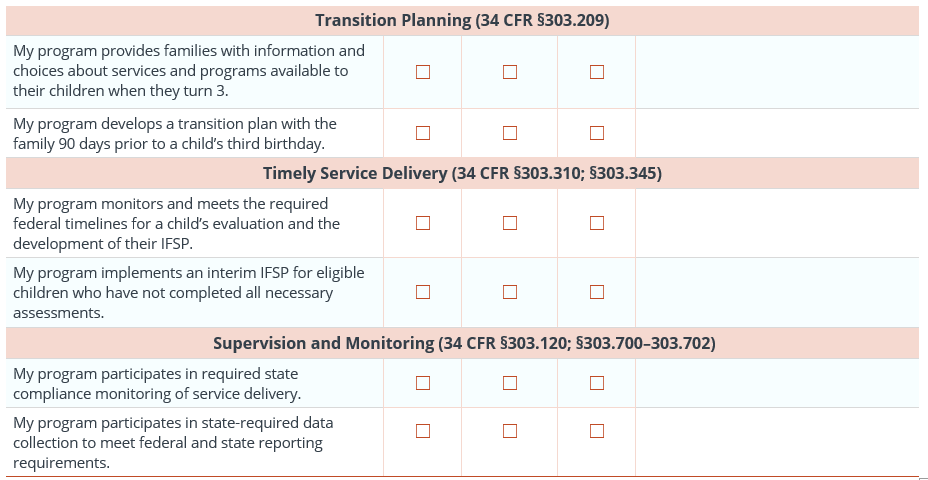 Transition Planning (34 CFR §303.209)
My program provides families with information and
choices about services and programs available to
their children when they turn 3.
My program develops a transition plan with the
family 90 days prior to a child’s third birthday.
Timely Service Delivery (34 CFR §303.310; §303.345)
My program monitors and meets the required
federal timelines for a child’s evaluation and the
development of their IFSP.
My program implements an interim IFSP for eligible
children who have not completed all necessary
assessments.
Supervision and Monitoring (34 CFR §303.120; §303.700–303.702)
My program participates in required state
compliance monitoring of service delivery.
My program participates in state-required data
collection to meet federal and state reporting
requirements.